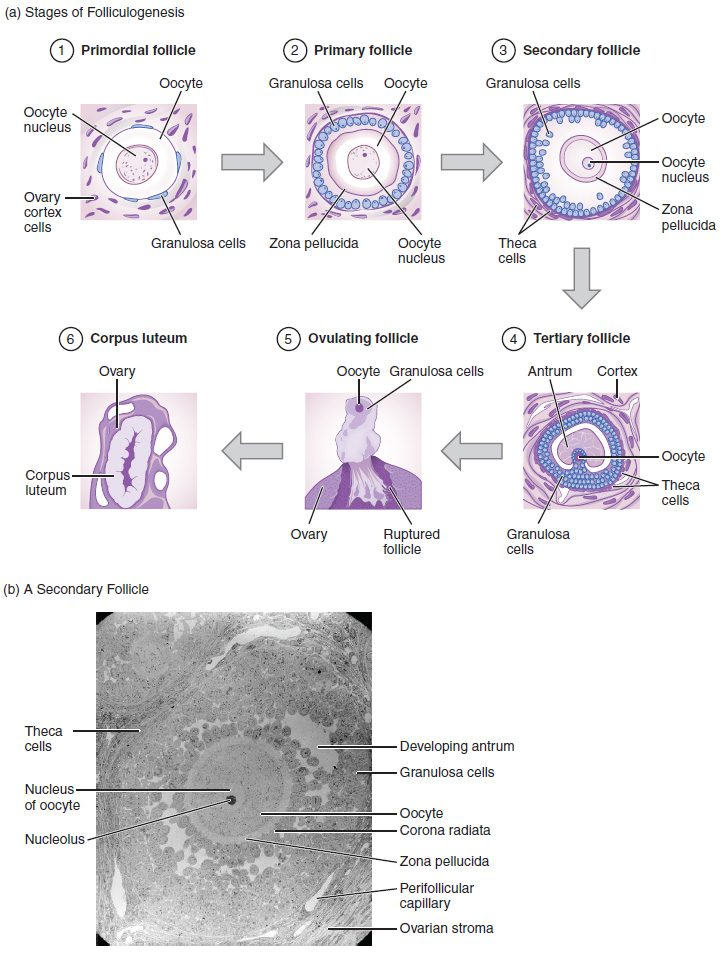 (a) Stages of Folliculogenesis
1 Primordial follicle
Oocyte
Oocyte
nucleus
Ovary
cortex
cells
Granulosa cells
2 Primary follicle
Granulosa cells Oocyte
Zona pellucida
Oocyte
nucleus
3 Secondary follicle
Granulosa cells
Oocyte
Oocyte
nucleus
Zona
pellucida
Theca
cells
6 Corpus luteum
Ovary
Corpus
luteum
5 Ovulating follicle
Oocyte Granulosa cells
Ovary
Ruptured
follicle
4 Tertiary follicle
Antrum Cortex
Oocyte
Theca
cells
Granulosa
cells
(b) A Secondary Follicle
Theca
cells
Nucleus
of oocyte
Nucleolus
Developing antrum
Granulosa cells
Oocyte
Corona radiata
Zona pellucida
Perifollicular
capillary
Ovarian stroma